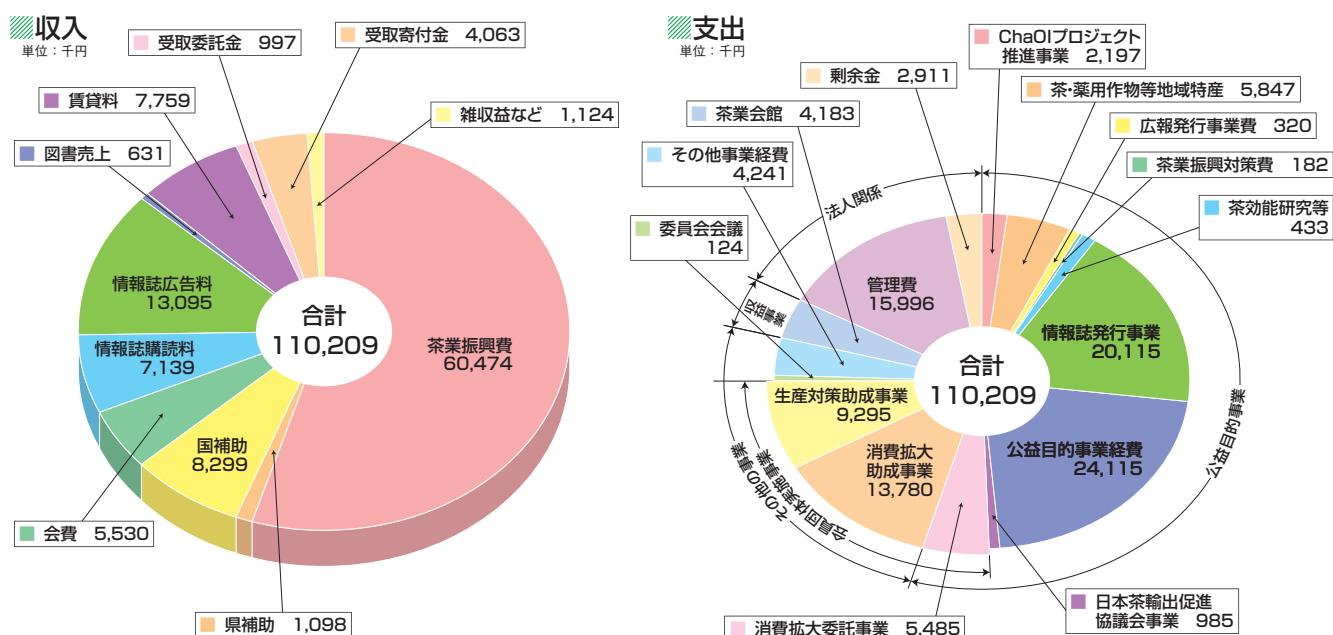 収入
単位：千円
受取委託金 997
受取寄付金 4,063
賃貸料 7,759
雑収益など 1,124
図書売上 631
情報誌広告料
13,095
情報誌購読料
7,139
合計
110,209
茶業振興費
60,474
国補助
8,299
会費 5,530
県補助 1,098
支出
単位：千円
ChaOIプロジェクト
推進事業 2,197
剰余金 2,911
茶・薬用作物等地域特産 5,847
茶業会館 4,183
広報発行事業費 320
その他事業経費
4,241
茶業振興対策費 182
委員会会議
124
茶効能研究等
433
法人関係
収益事業
管理費
15,996
情報誌発行事業
20,115
合計
110,209
生産対策助成事業
9,295
公益目的事業経費
24,115
消費拡大
助成事業
13,780
公益目的事業
その他の事業
会員団体実施事業
日本茶輸出促進
協議会事業 985
消費拡大委託事業 5,485